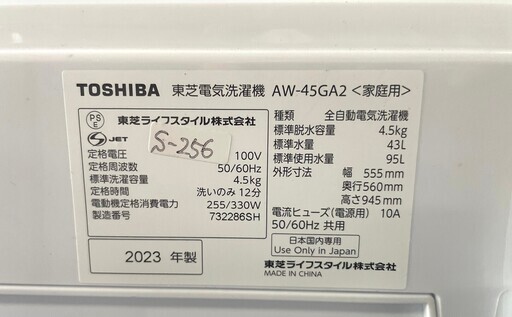 TOSHIBA 東芝電気洗濯機 AW-45GA2 <家庭用>
PS
E
JET
東芝ライフスタイル株式会社
S-256
定格電圧 100V
定格周波数 50/60Hz
標準洗濯容量 4.5kg
定格時間 洗いのみ 12分
電動機定格消費電力 255/330W
製造番号 732286SH
2023 年製
種類 全自動電気洗濯機
標準脱水容量 4.5kg
標準水量 43L
標準使用水量 95L
外形寸法 幅 555mm
奥行560mm
高さ945mm
電流ヒューズ(電源用) 10A
50/60Hz 共用
日本国内専用
Use Only in Japan
東芝ライフスタイル株式会社
MADE IN CHINA